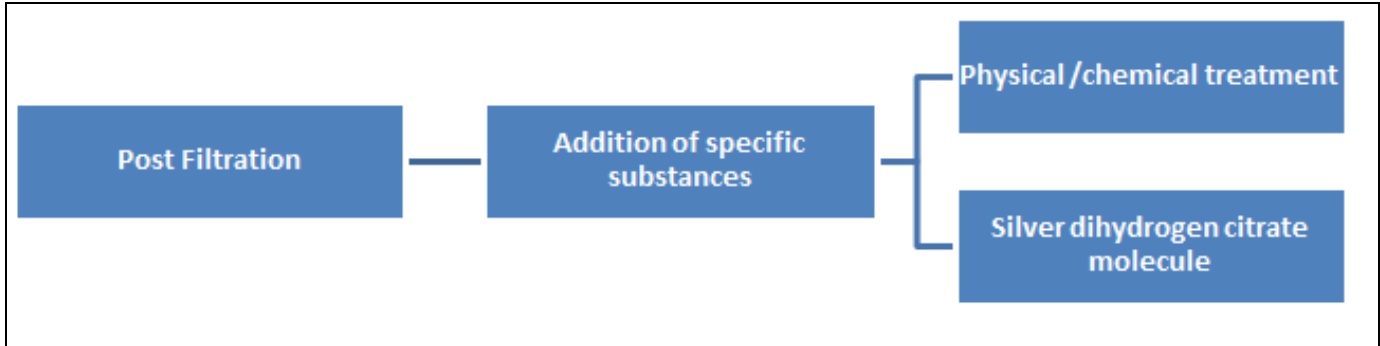 Post Filtration
Addition of specific
substances
Physical /chemical treatment
Silver dihydrogen citrate
molecule